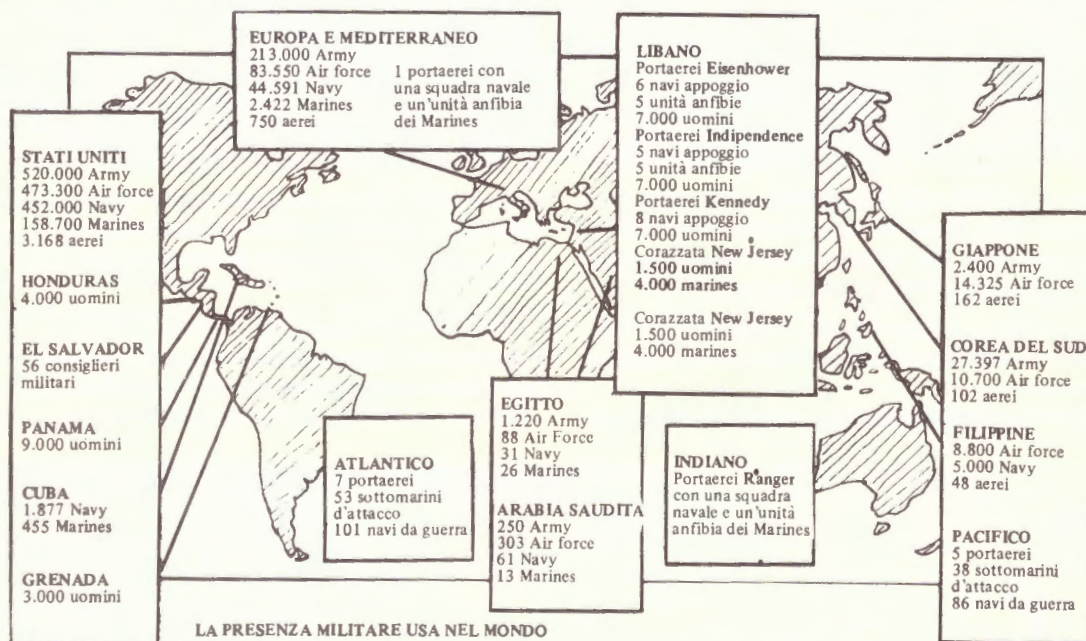 EUROPA E MEDITERRANEO
213.000 Army
83.550 Air force
44.591 Navy
2.422 Marines
750 aerei
1 portaerei con
una squadra navale
e un'unità anfibia
dei Marines
LIBANO
Portaerei Eisenhower
6 navi appoggio
5 unità anfibie
7.000 uomini
Portaerei Indipendence
5 navi appoggio
5 unità anfibie
7.000 uomini
Portaerei Kennedy
8 navi appoggio
7.000 uomini
Corazzata New Jersey
1.500 uomini
4.000 marines
Corazzata New Jersey
1.500 uomini
4.000 marines
STATI UNITI
520.000 Army
473.300 Air force
452.000 Navy
158.700 Marines
3.168 aerei
HONDURAS
4.000 uomini
EL SALVADOR
56 consiglieri
militari
PANAMA
9.000 uomini
CUBA
1.877 Navy
455 Marines
GRENADA
3.000 uomini
ATLANTICO
7 portaerei
53 sottomarini
d'attacco
101 navi da guerra
EGITTO
1.220 Army
88 Air Force
31 Navy
26 Marines
ARABIA SAUDITA
250 Army
303 Air force
61 Navy
13 Marines
INDIANO
Portaerei Ranger
con una squadra
navale e un'unità
anfibia dei Marines
GIAPPONE
2.400 Army
14.325 Air force
162 aerei
COREA DEL SUD
27.397 Army
10.700 Air force
102 aerei
FILIPPINE
8.800 Air force
5.000 Navy
48 aerei
PACIFICO
5 portaerei
38 sottomarini
d'attacco
86 navi da guerra
LA PRESENZA MILITARE USA NEL MONDO